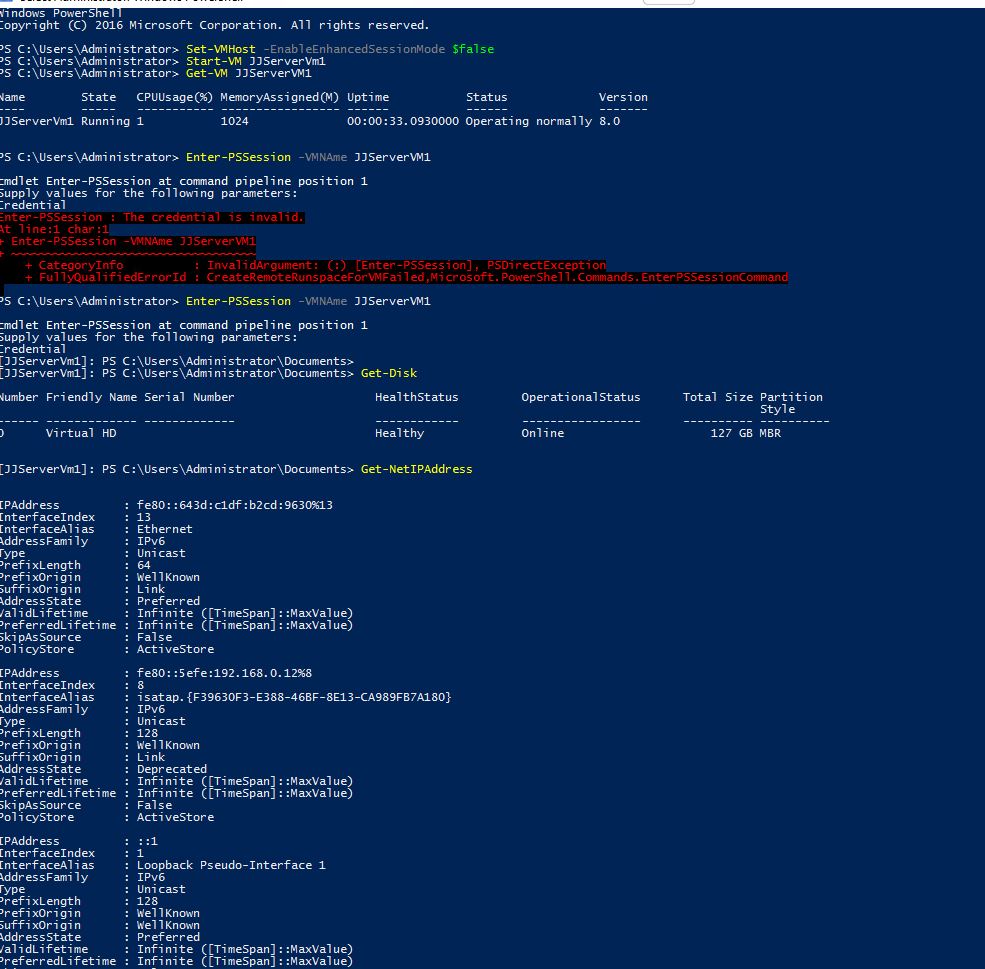 Windows PowerShell
Copyright (C) 2016 Microsoft Corporation. All rights reserved.
PS C:\Users\Administrator> Set-VMHost -EnableEnhancedSessionMode $false
PS C:\Users\Administrator> Start-VM JJServerVm1
PS C:\Users\Administrator> Get-VM JJServerVM1
Name State CPUUsage(%) MemoryAssigned(M) Uptime Status Version
---- ----- ----------- ----------------- ------ ------ -------
JJServerVm1 Running 1 1024 00:00:33.0930000 Operating normally 8.0
PS C:\Users\Administrator> Enter-PSSession -VMNAme JJServerVM1
cmdlet Enter-PSSession at command pipeline position 1
Supply values for the following parameters:
Credential
Enter-PSSession : The credential is invalid.
At line:1 char:1
+ Enter-PSSession -VMNAme JJServerVM1
+ ~~~~~~~~~~~~~~~~~~~~~~~~~~~~~~~~~~~
+ CategoryInfo : InvalidArgument: (:) [Enter-PSSession], PSDirectException
+ FullyQualifiedErrorId : CreateRemoteRunspaceForVMFailed,Microsoft.PowerShell.Commands.EnterPSSessionCommand
PS C:\Users\Administrator> Enter-PSSession -VMNAme JJServerVM1
cmdlet Enter-PSSession at command pipeline position 1
Supply values for the following parameters:
Credential
[JJServerVm1]: PS C:\Users\Administrator\Documents>
[JJServerVm1]: PS C:\Users\Administrator\Documents> Get-Disk
Number Friendly Name Serial Number HealthStatus OperationalStatus Total Size Partition
Style
------ ------------- ------------- ------------ ----------------- ---------- ----------
0 Virtual HD Healthy Online 127 GB MBR
[JJServerVm1]: PS C:\Users\Administrator\Documents> Get-NetIPAddress
IPAddress : fe80::643d:c1df:b2cd:9630%13
InterfaceIndex : 13
InterfaceAlias : Ethernet
AddressFamily : IPv6
Type : Unicast
PrefixLength : 64
PrefixOrigin : WellKnown
SuffixOrigin : Link
AddressState : Preferred
ValidLifetime : Infinite ([TimeSpan]::MaxValue)
PreferredLifetime : Infinite ([TimeSpan]::MaxValue)
SkipAsSource : False
PolicyStore : ActiveStore
IPAddress : fe80::5efe:192.168.0.12%8
InterfaceIndex : 8
InterfaceAlias : isatap.{F39630F3-E388-46BF-8E13-CA989FB7A180}
AddressFamily : IPv6
Type : Unicast
PrefixLength : 128
PrefixOrigin : WellKnown
SuffixOrigin : Link
AddressState : Deprecated
ValidLifetime : Infinite ([TimeSpan]::MaxValue)
PreferredLifetime : Infinite ([TimeSpan]::MaxValue)
SkipAsSource : False
PolicyStore : ActiveStore
IPAddress : ::1
InterfaceIndex : 1
InterfaceAlias : Loopback Pseudo-Interface 1
AddressFamily : IPv6
Type : Unicast
PrefixLength : 128
PrefixOrigin : WellKnown
SuffixOrigin : WellKnown
AddressState : Preferred
ValidLifetime : Infinite ([TimeSpan]::MaxValue)
PreferredLifetime : Infinite ([TimeSpan]::MaxValue)